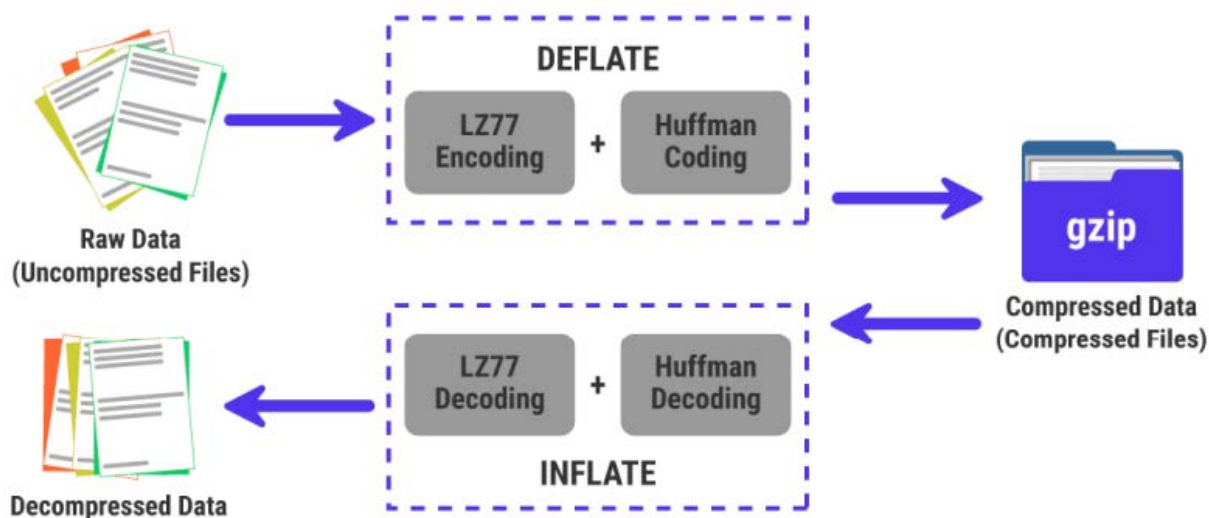 DEFLATE
LZ77
Encoding
+
Huffman
Coding
Raw Data
(Uncompressed Files)
gzip
Compressed Data
(Compressed Files)
LZ77
Decoding
+
Huffman
Decoding
INFLATE
Decompressed Data